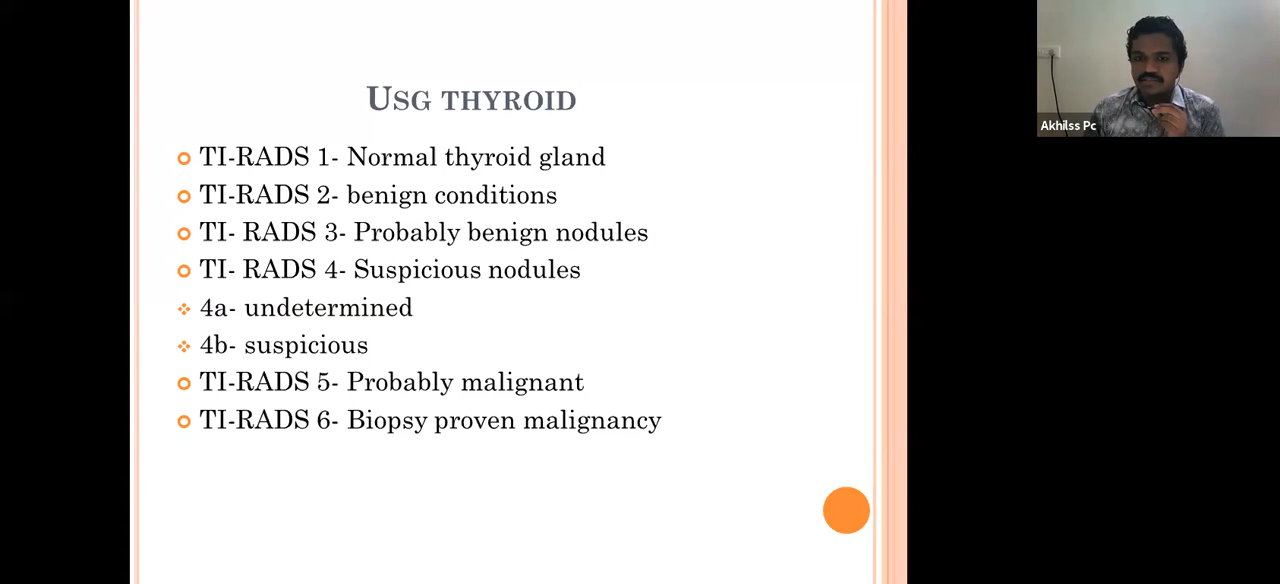 USG THYROID
TI-RADS 1- Normal thyroid gland
TI-RADS 2- benign conditions
TI- RADS 3- Probably benign nodules
TI- RADS 4- Suspicious nodules
4a- undetermined
4b- suspicious
TI-RADS 5- Probably malignant
TI-RADS 6- Biopsy proven malignancy
Akhilss Pc